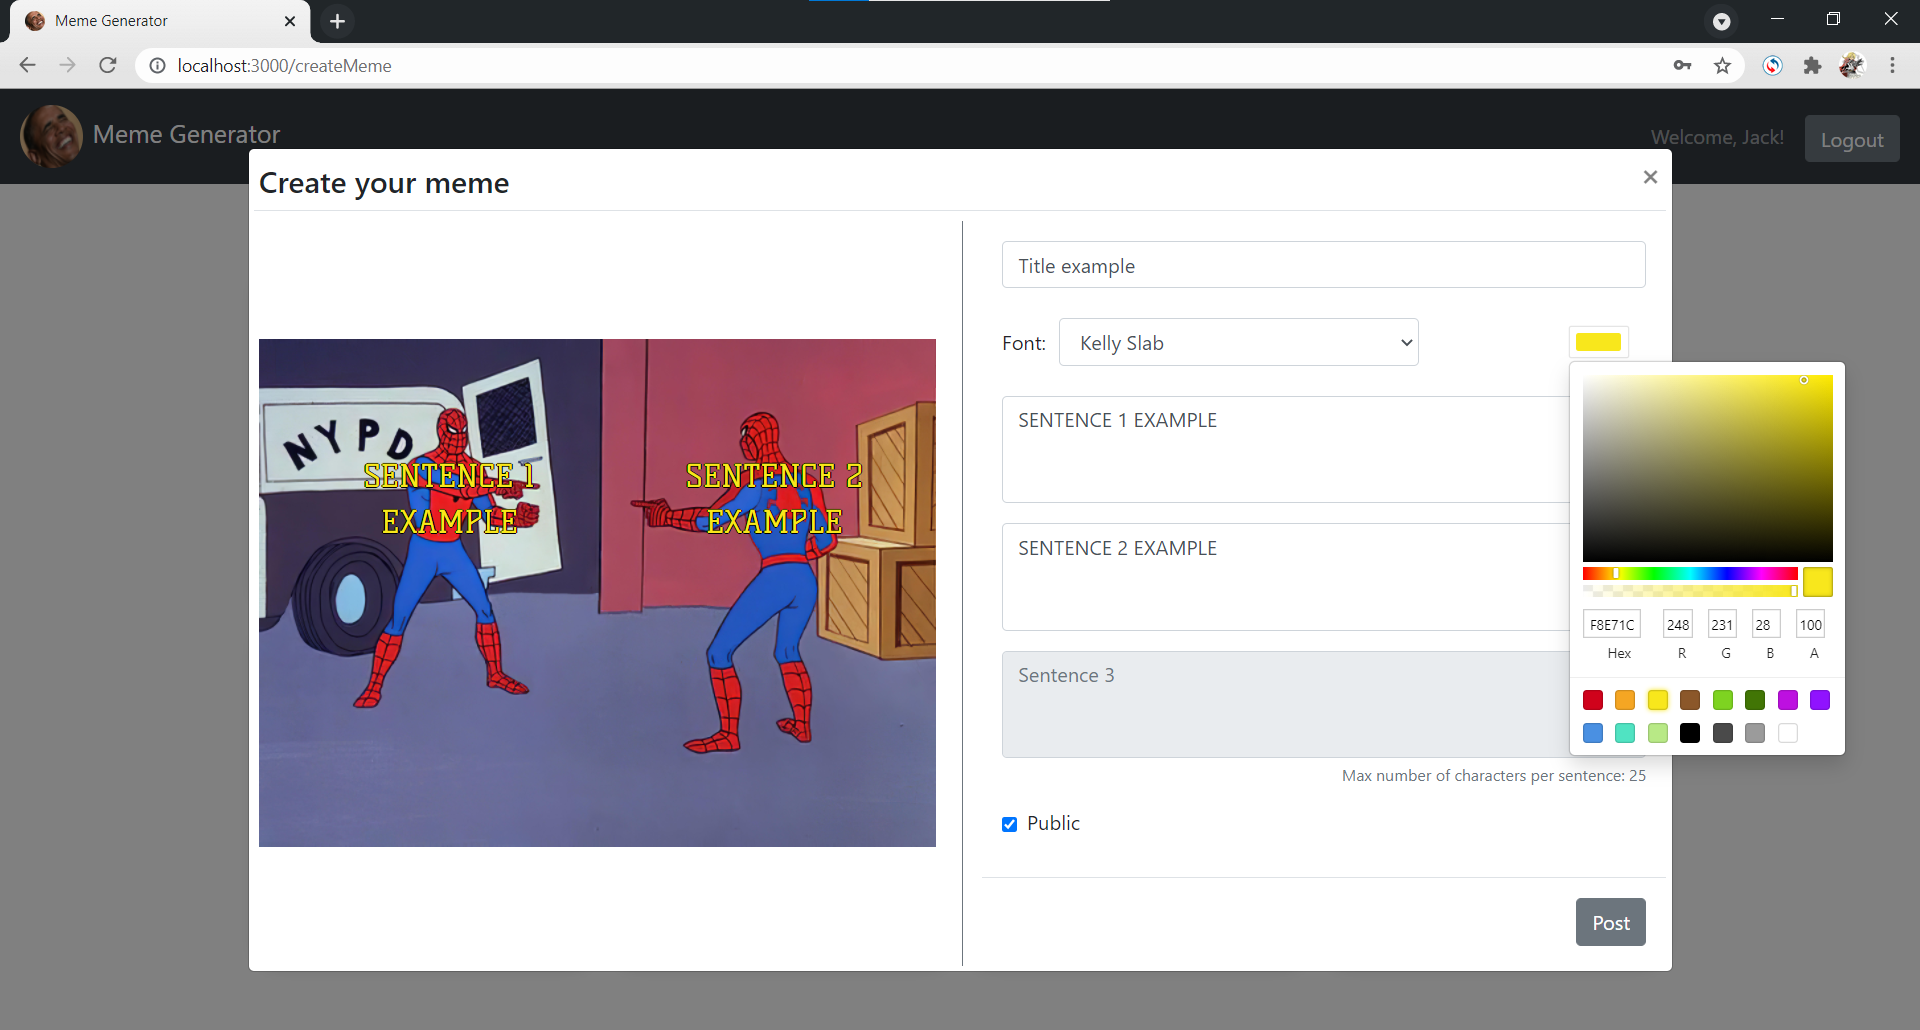 Meme Generator
localhost:3000/createMeme
Meme Generator
Welcome, Jack!
Logout
Create your meme
Title example
Font:
Kelly Slab
NYPD
SENTENCE 1
EXAMPLE
SENTENCE 2
EXAMPLE
SENTENCE 1 EXAMPLE
SENTENCE 2 EXAMPLE
Sentence 3
F8E71C 248 231 28 100
Hex R G B A
Max number of characters per sentence: 25
Public
Post